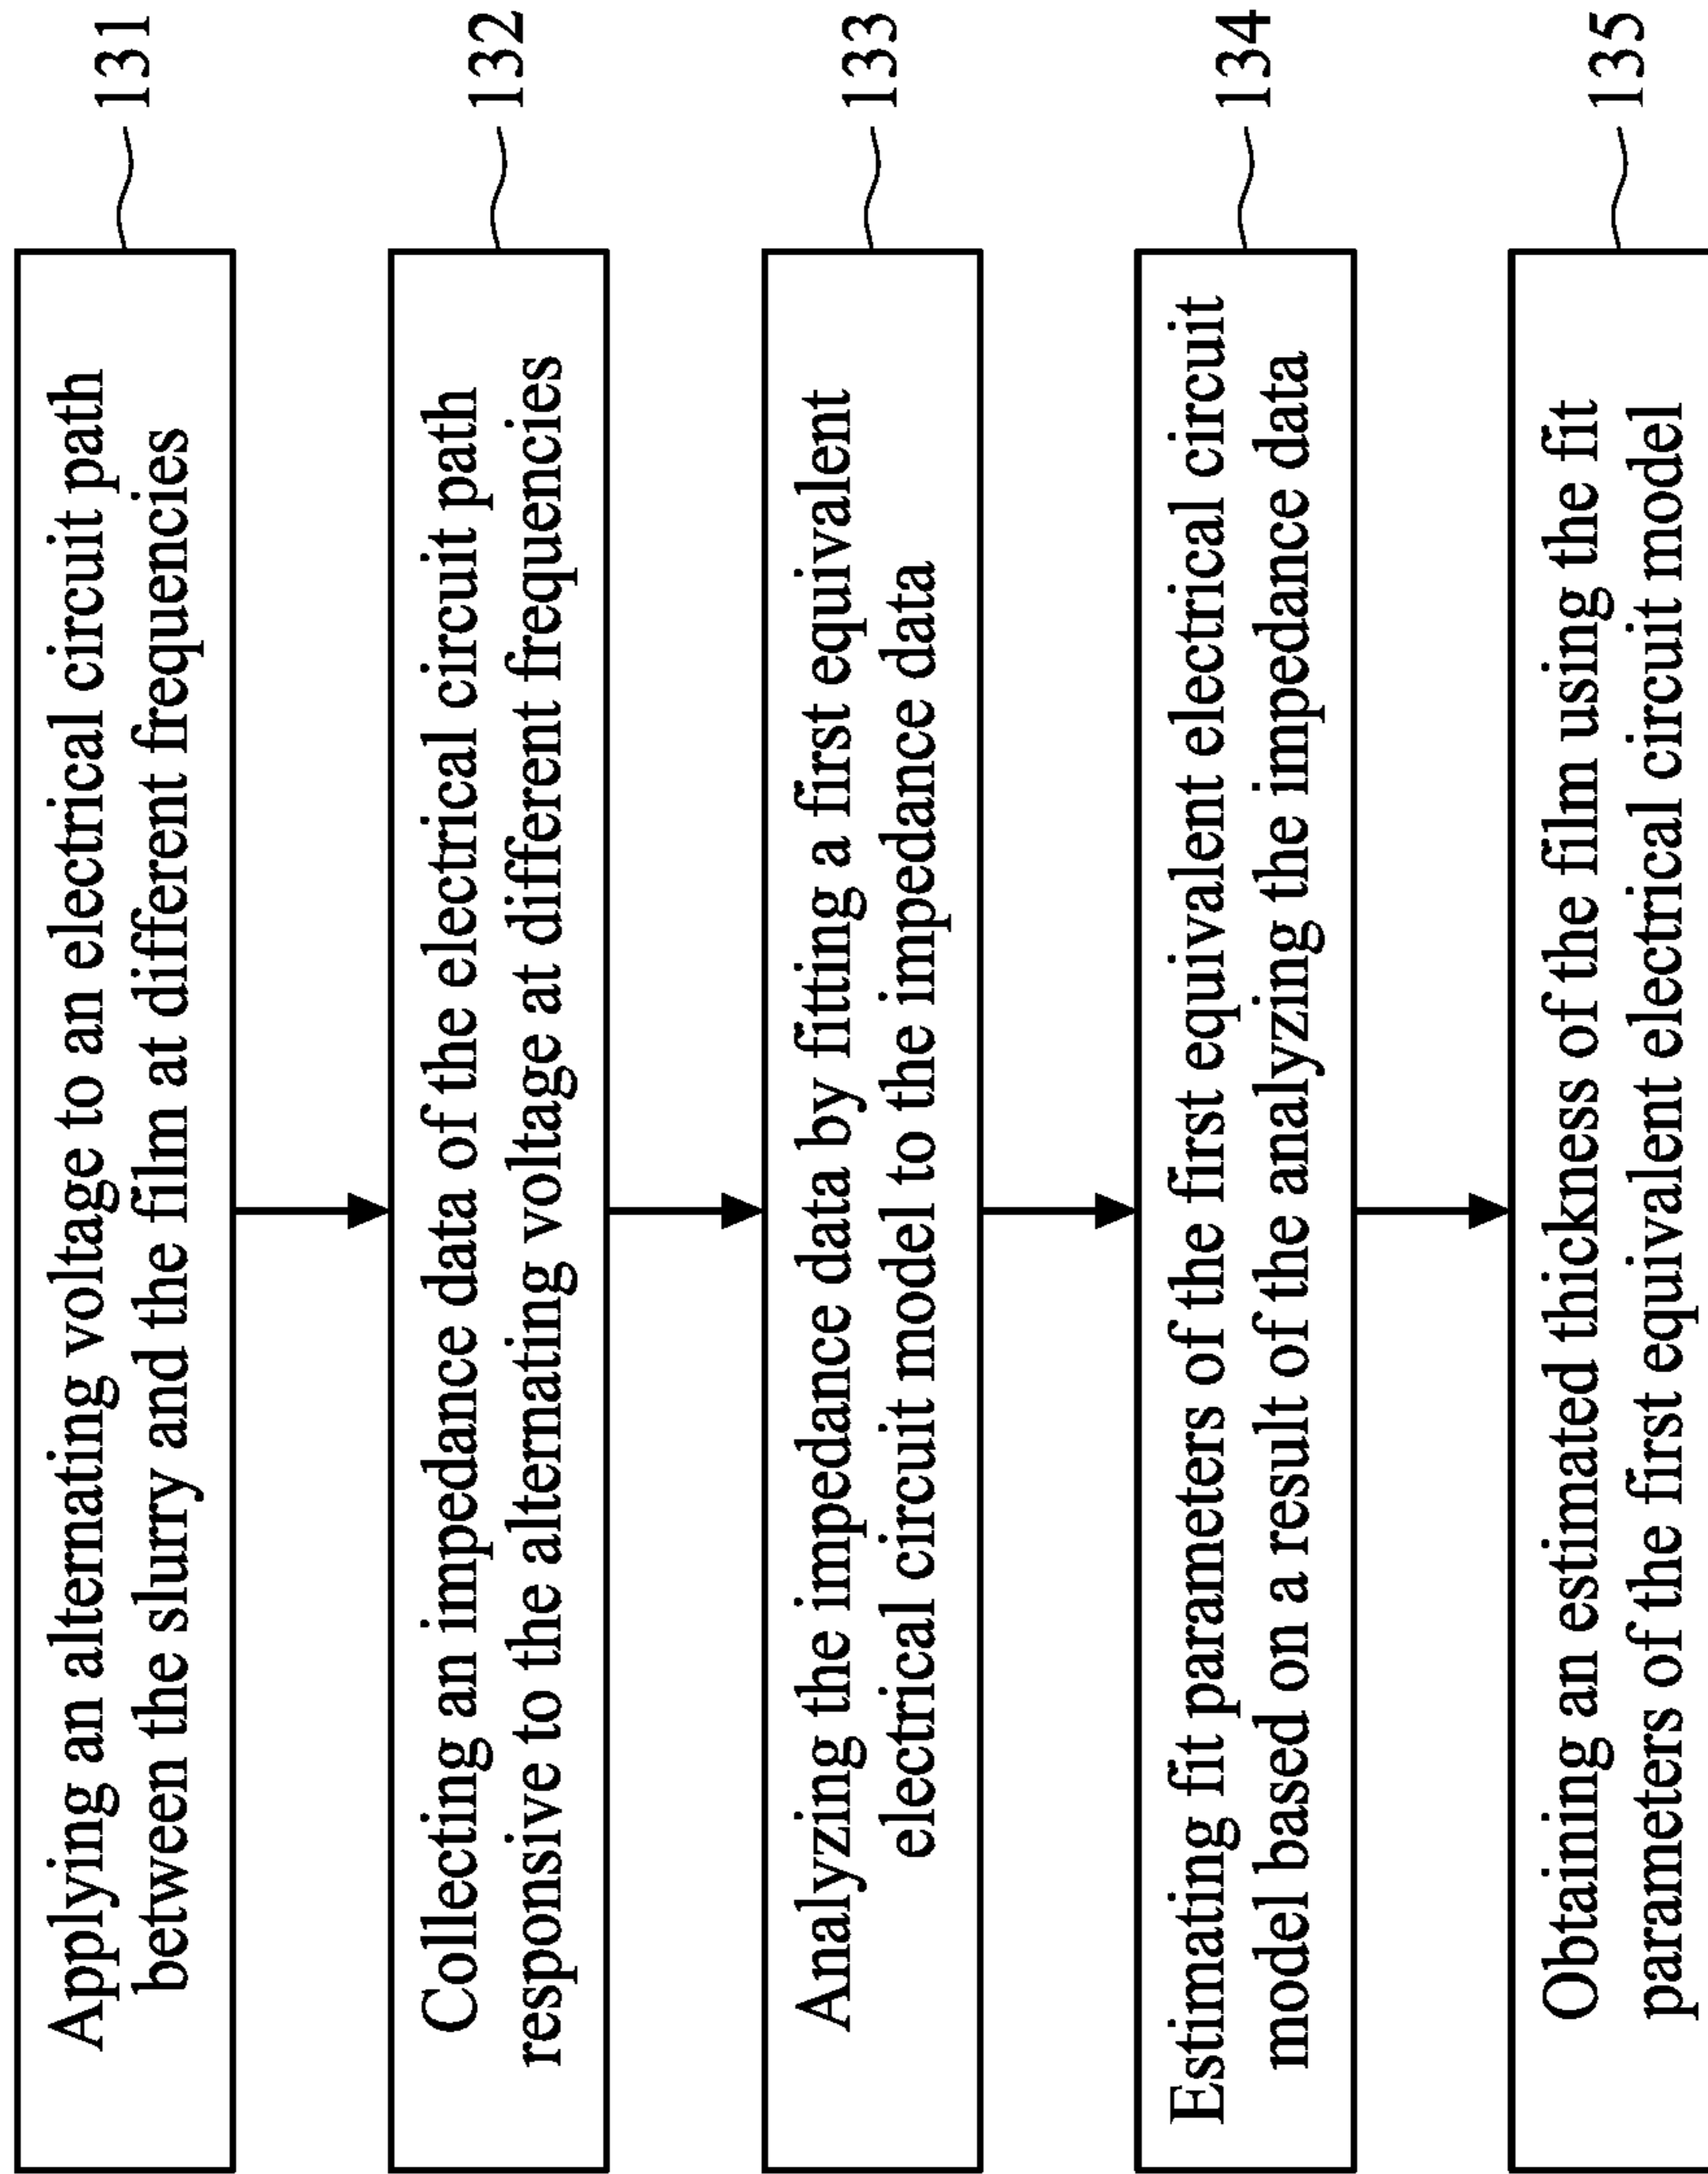 Applying an alternating voltage to an electrical circuit path
between the slurry and the film at different frequencies
131
Collecting an impedance data of the electrical circuit path
responsive to the alternating voltage at different frequencies
132
Analyzing the impedance data by fitting a first equivalent
electrical circuit model to the impedance data
133
Estimating fit parameters of the first equivalent electrical circuit
model based on a result of the analyzing the impedance data
134
Obtaining an estimated thickness of the film using the fit
parameters of the first equivalent electrical circuit model
135